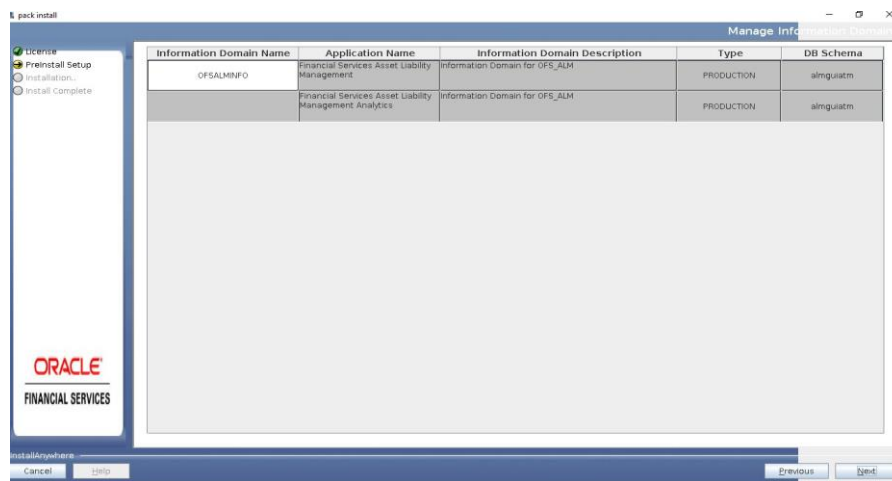 pack install
Manage Information Domain
License
Preinstall Setup
Installation..
Install Complete
Information Domain Name Application Name Information Domain Description Type DB Schema
OFSALMINFO Financial Services Asset Liability Information Domain for OFS_ALM PRODUCTION almguiatm
Management
Financial Services Asset Liability Information Domain for OFS_ALM PRODUCTION almguiatm
Management Analytics
ORACLE
FINANCIAL SERVICES
InstallAnywhere
Cancel Help Previous Next